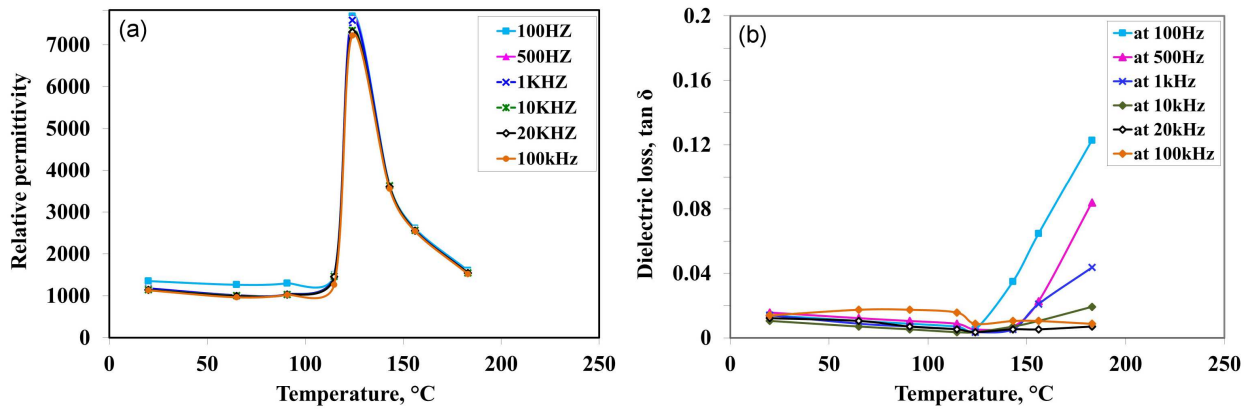 (a)
Relative permittivity
7000
6000
5000
4000
3000
2000
1000
0
0
50
100
150
200
250
Temperature, °C
100HZ
500HZ
1KHZ
10KHZ
20KHZ
100kHz
(b)
Dielectric loss, tan δ
0.2
0.16
0.12
0.08
0.04
0
0
50
100
150
200
250
Temperature, °C
at 100Hz
at 500Hz
at 1kHz
at 10kHz
at 20kHz
at 100kHz